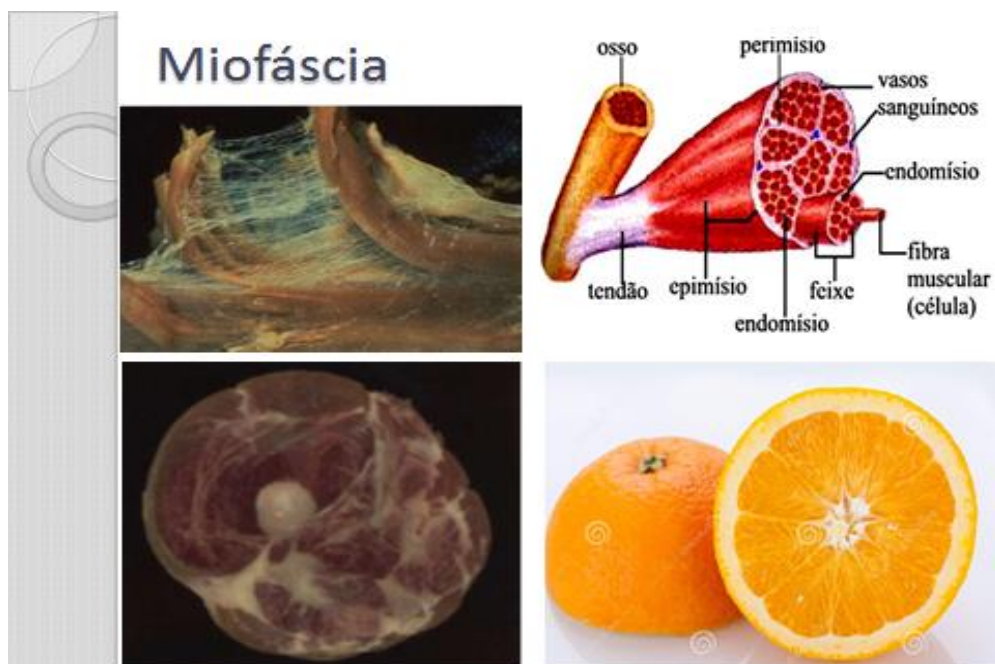 Miofáscia
osso
perimísio
vasos
sanguíneos
endomísio
fibra
muscular
(célula)
feixe
endomísio
epimísio
tendão